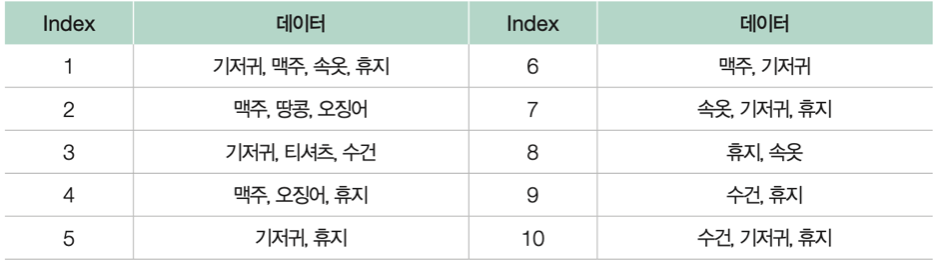 Index 데이터 Index 데이터
1 기저귀, 맥주, 속옷, 휴지 6 맥주, 기저귀
2 맥주, 땅콩, 오징어 7 속옷, 기저귀, 휴지
3 기저귀, 티셔츠, 수건 8 휴지, 속옷
4 맥주, 오징어, 휴지 9 수건, 휴지
5 기저귀, 휴지 10 수건, 기저귀, 휴지